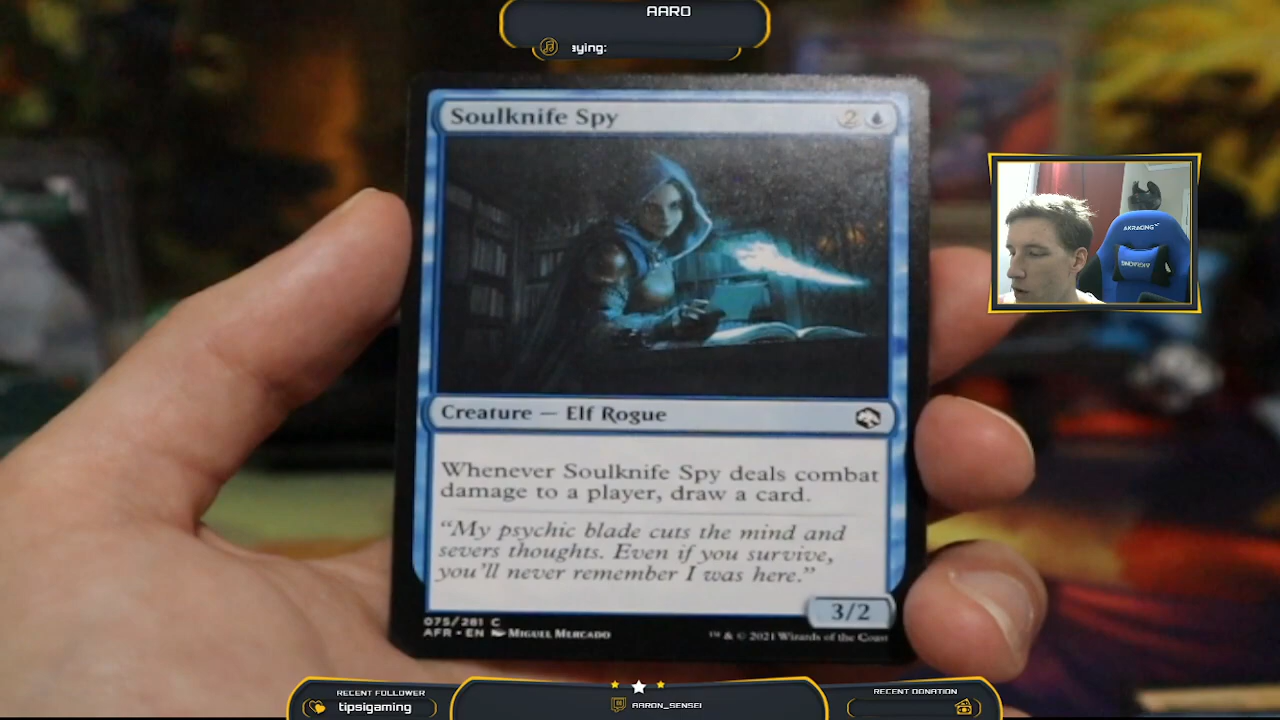 AARO
aying:
Soulknife Spy 2
AKRACING
Creature — Elf Rogue
Whenever Soulknife Spy deals combat
damage to a player, draw a card.
“My psychic blade cuts the mind and
severs thoughts. Even if you survive,
you’ll never remember I was here.”
3/2
075/281 C
AFR • EN Miguel Mercado
™ & © 2021 Wizards of the Coast
RECENT FOLLOWER
tipsigaming
AARON_SENSEI
RECENT DONATION